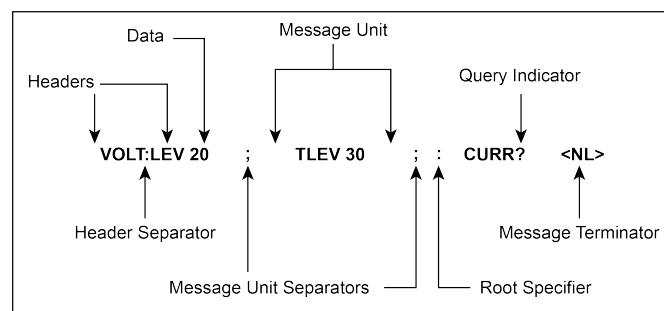 Message Unit
Data
Query Indicator
Headers
VOLT:LEV 20 ; TLEV 30 ; : CURR? <NL>
Header Separator
Message Terminator
Message Unit Separators
Root Specifier